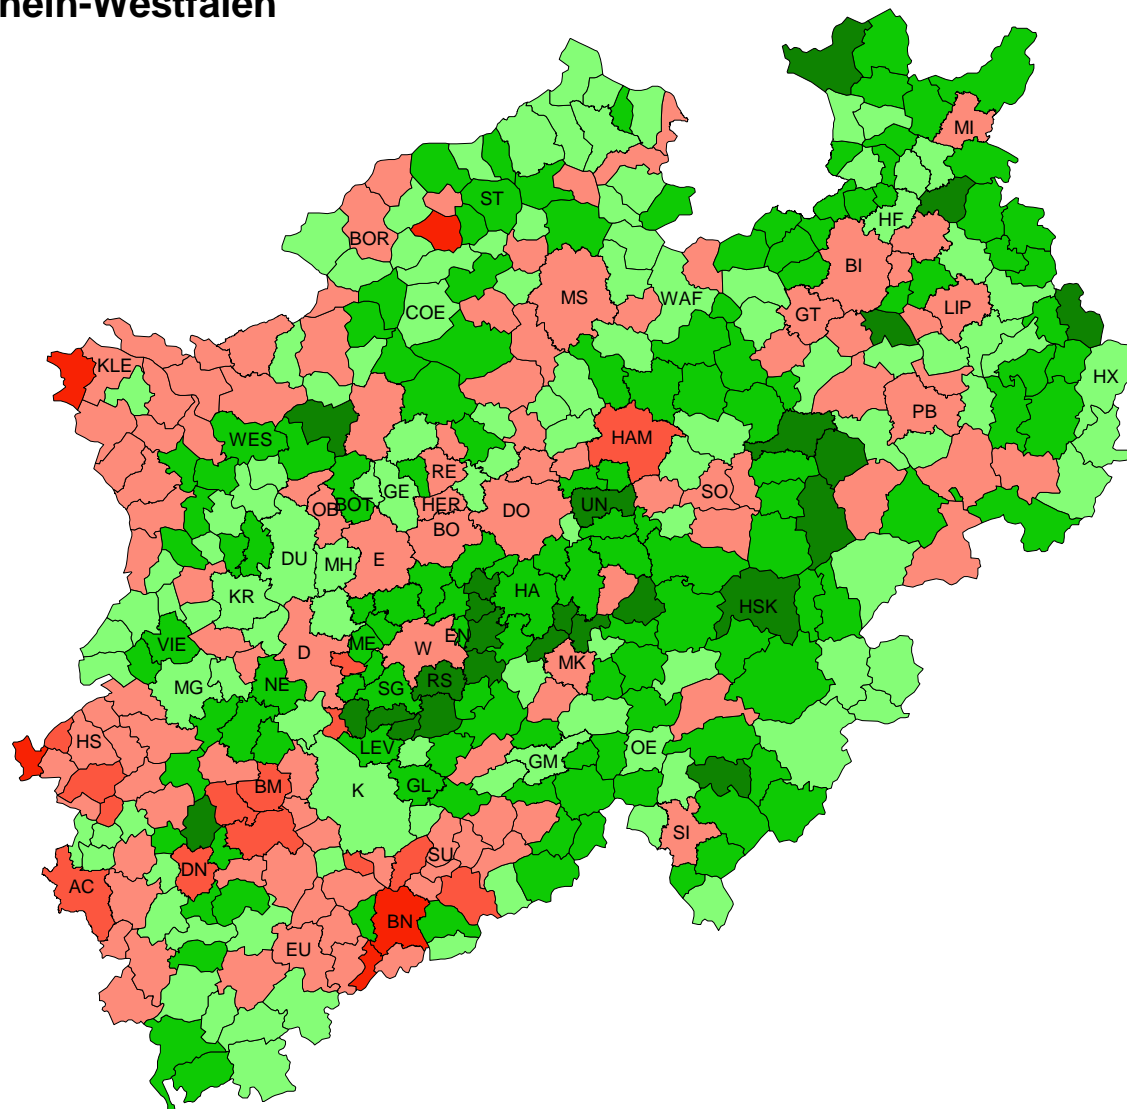 hein-Westfalen
MI
ST
HF
BOR
BI
MS
WAF
LIP
COE
GT
KLE
HX
PB
WES
HAM
RE
GE
SO
BOT
HER
UN
OB
DO
BO
DU
MH
E
HA
KR
HSK
EN
VIE
ME
W
D
MK
RS
NE
SG
MG
HS
LEV
OE
GM
BM
GL
K
SI
SU
DN
AC
BN
EU